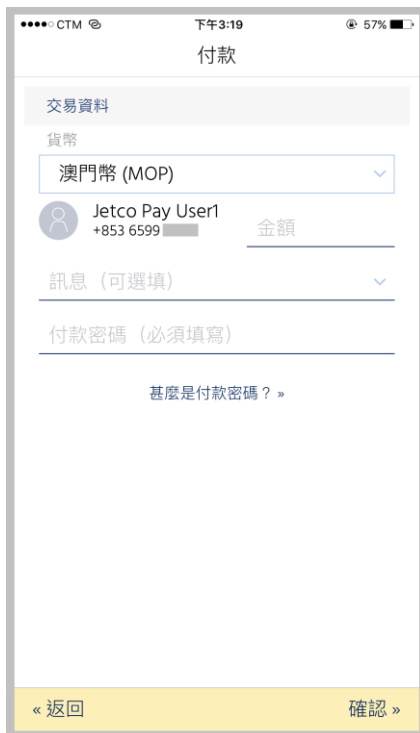 CTM 下午3:19 57%
付款
交易資料
貨幣
澳門幣 (MOP)
Jetco Pay User1
+853 6599
金額
訊息（可選填）
付款密碼（必須填寫）
甚麼是付款密碼？»
« 返回 確認 »